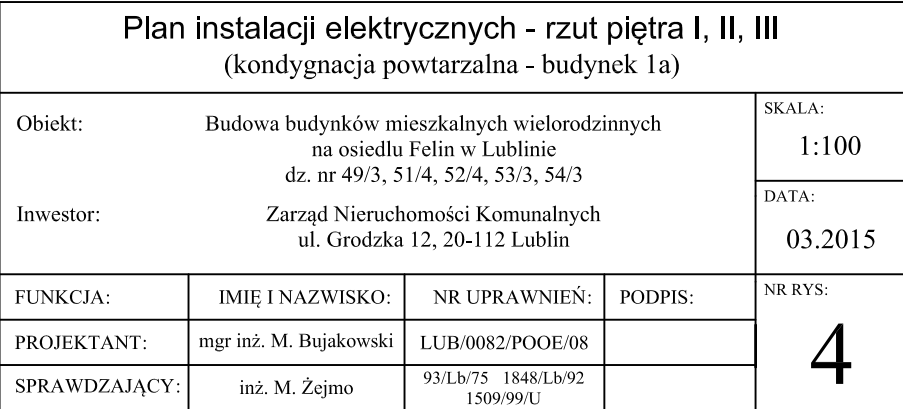 Plan instalacji elektrycznych - rzut piętra I, II, III
(kondygnacja powtarzalna - budynek 1a)
Obiekt:
Budowa budynków mieszkalnych wielorodzinnych
na osiedlu Felin w Lublinie
dz. nr 49/3, 51/4, 52/4, 53/3, 54/3
SKALA:
1:100
Inwestor:
Zarząd Nieruchomości Komunalnych
ul. Grodzka 12, 20-112 Lublin
DATA:
03.2015
FUNKCJA: IMIĘ I NAZWISKO: NR UPRAWNIEŃ: PODPIS:
PROJEKTANT: mgr inż. M. Bujakowski LUB/0082/POOE/08
SPRAWDZAJĄCY: inż. M. Żejmo 93/Lb/75 1848/Lb/92
1509/99/U
NR RYS:
4